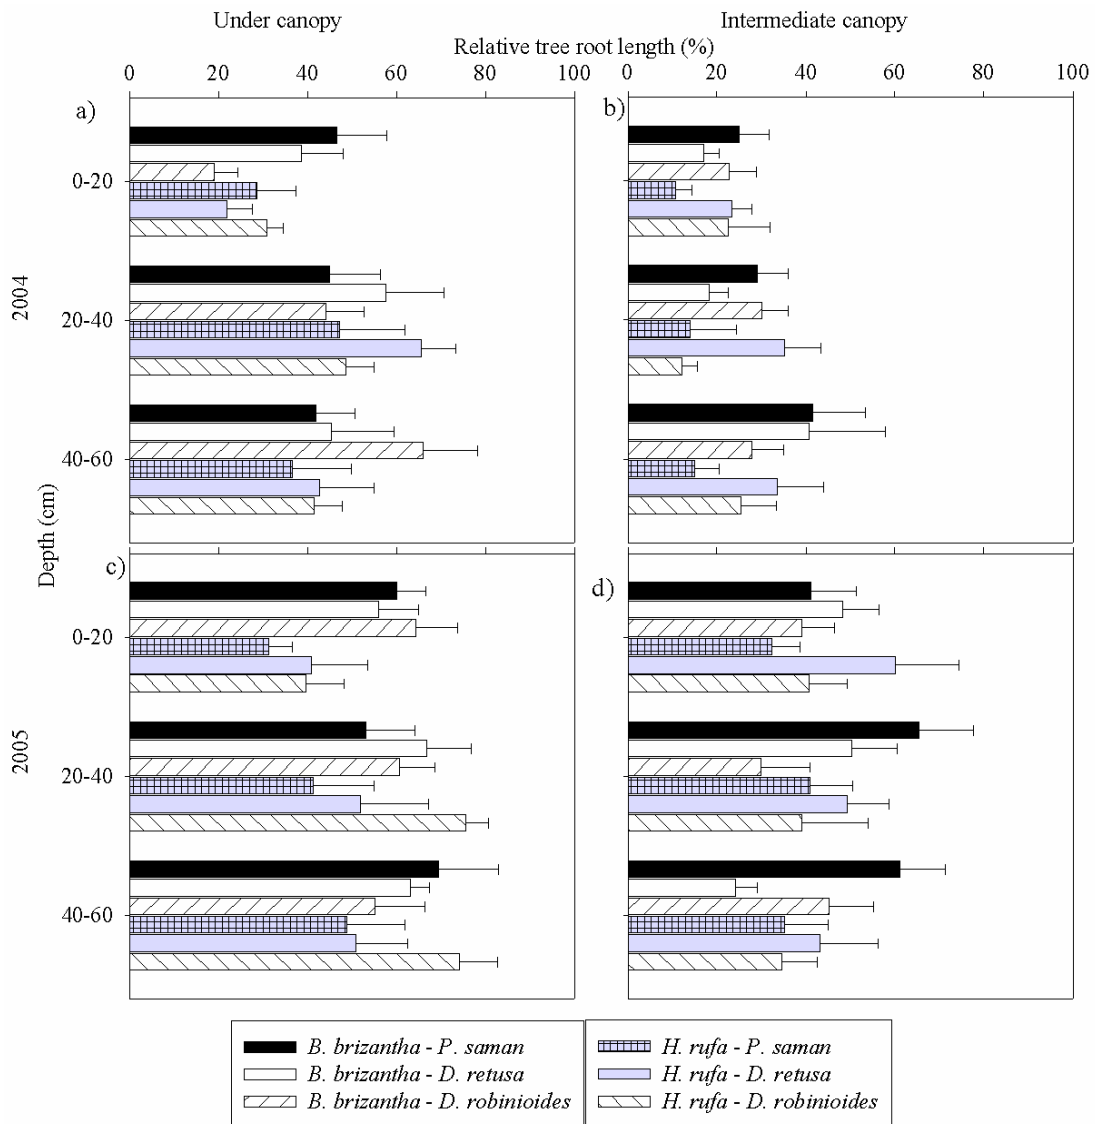 Under canopy
Intermediate canopy
Relative tree root length (%)
0 20 40 60 80 100
0 20 40 60 80 100
a)
b)
0-20
20-40
40-60
2004
Depth (cm)
c)
d)
0-20
20-40
40-60
2005
B. brizantha - P. saman
B. brizantha - D. retusa
B. brizantha - D. robinioides
H. rufa - P. saman
H. rufa - D. retusa
H. rufa - D. robinioides